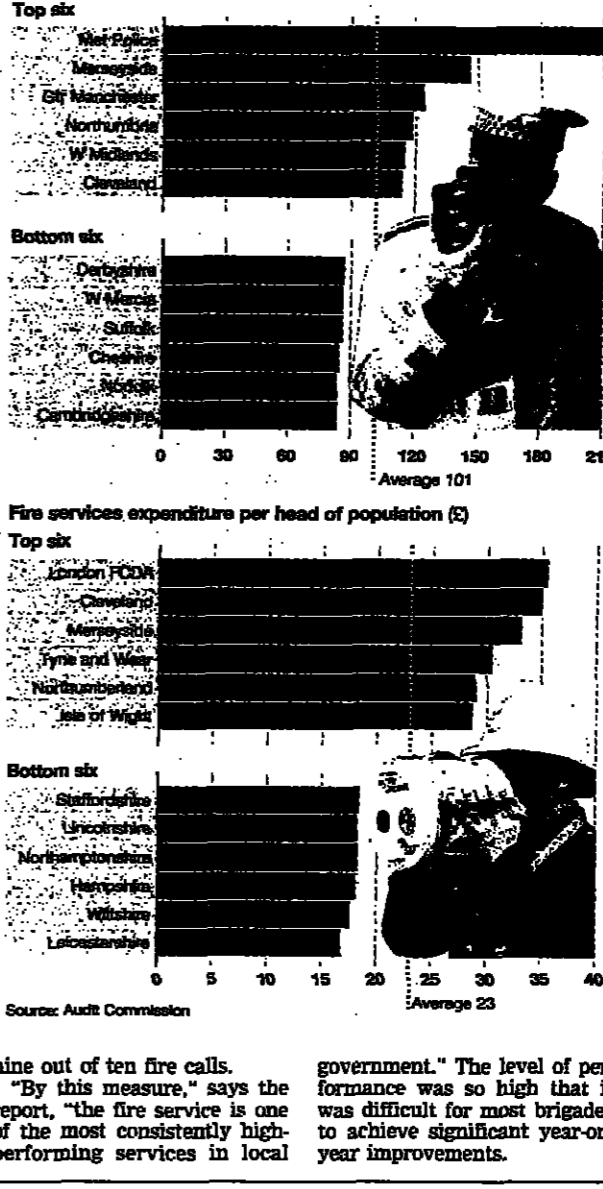 Top six
Met Police
Merseyside
Gtr Manchester
Northumbria
W Midlands
Cleveland
Bottom six
Derbyshire
W Mercia
Suffolk
Cheshire
Norfolk
Cambridgeshire
0 30 60 90 120 150 180 21
Average 101
Fire services expenditure per head of population (£)
Top six
London FCDA
Cleveland
Merseyside
Tyne and Wear
Northumberland
Isle of Wight
Bottom six
Staffordshire
Lincolnshire
Northamptonshire
Hampshire
Wiltshire
Leicestershire
0 5 10 15 20 25 30 35 40
Average 23
Source: Audit Commission
nine out of ten fire calls.
"By this measure," says the
report, "the fire service is one
of the most consistently high-
performing services in local
government." The level of per
formance was so high that i
was difficult for most brigade
to achieve significant year-on
year improvements.